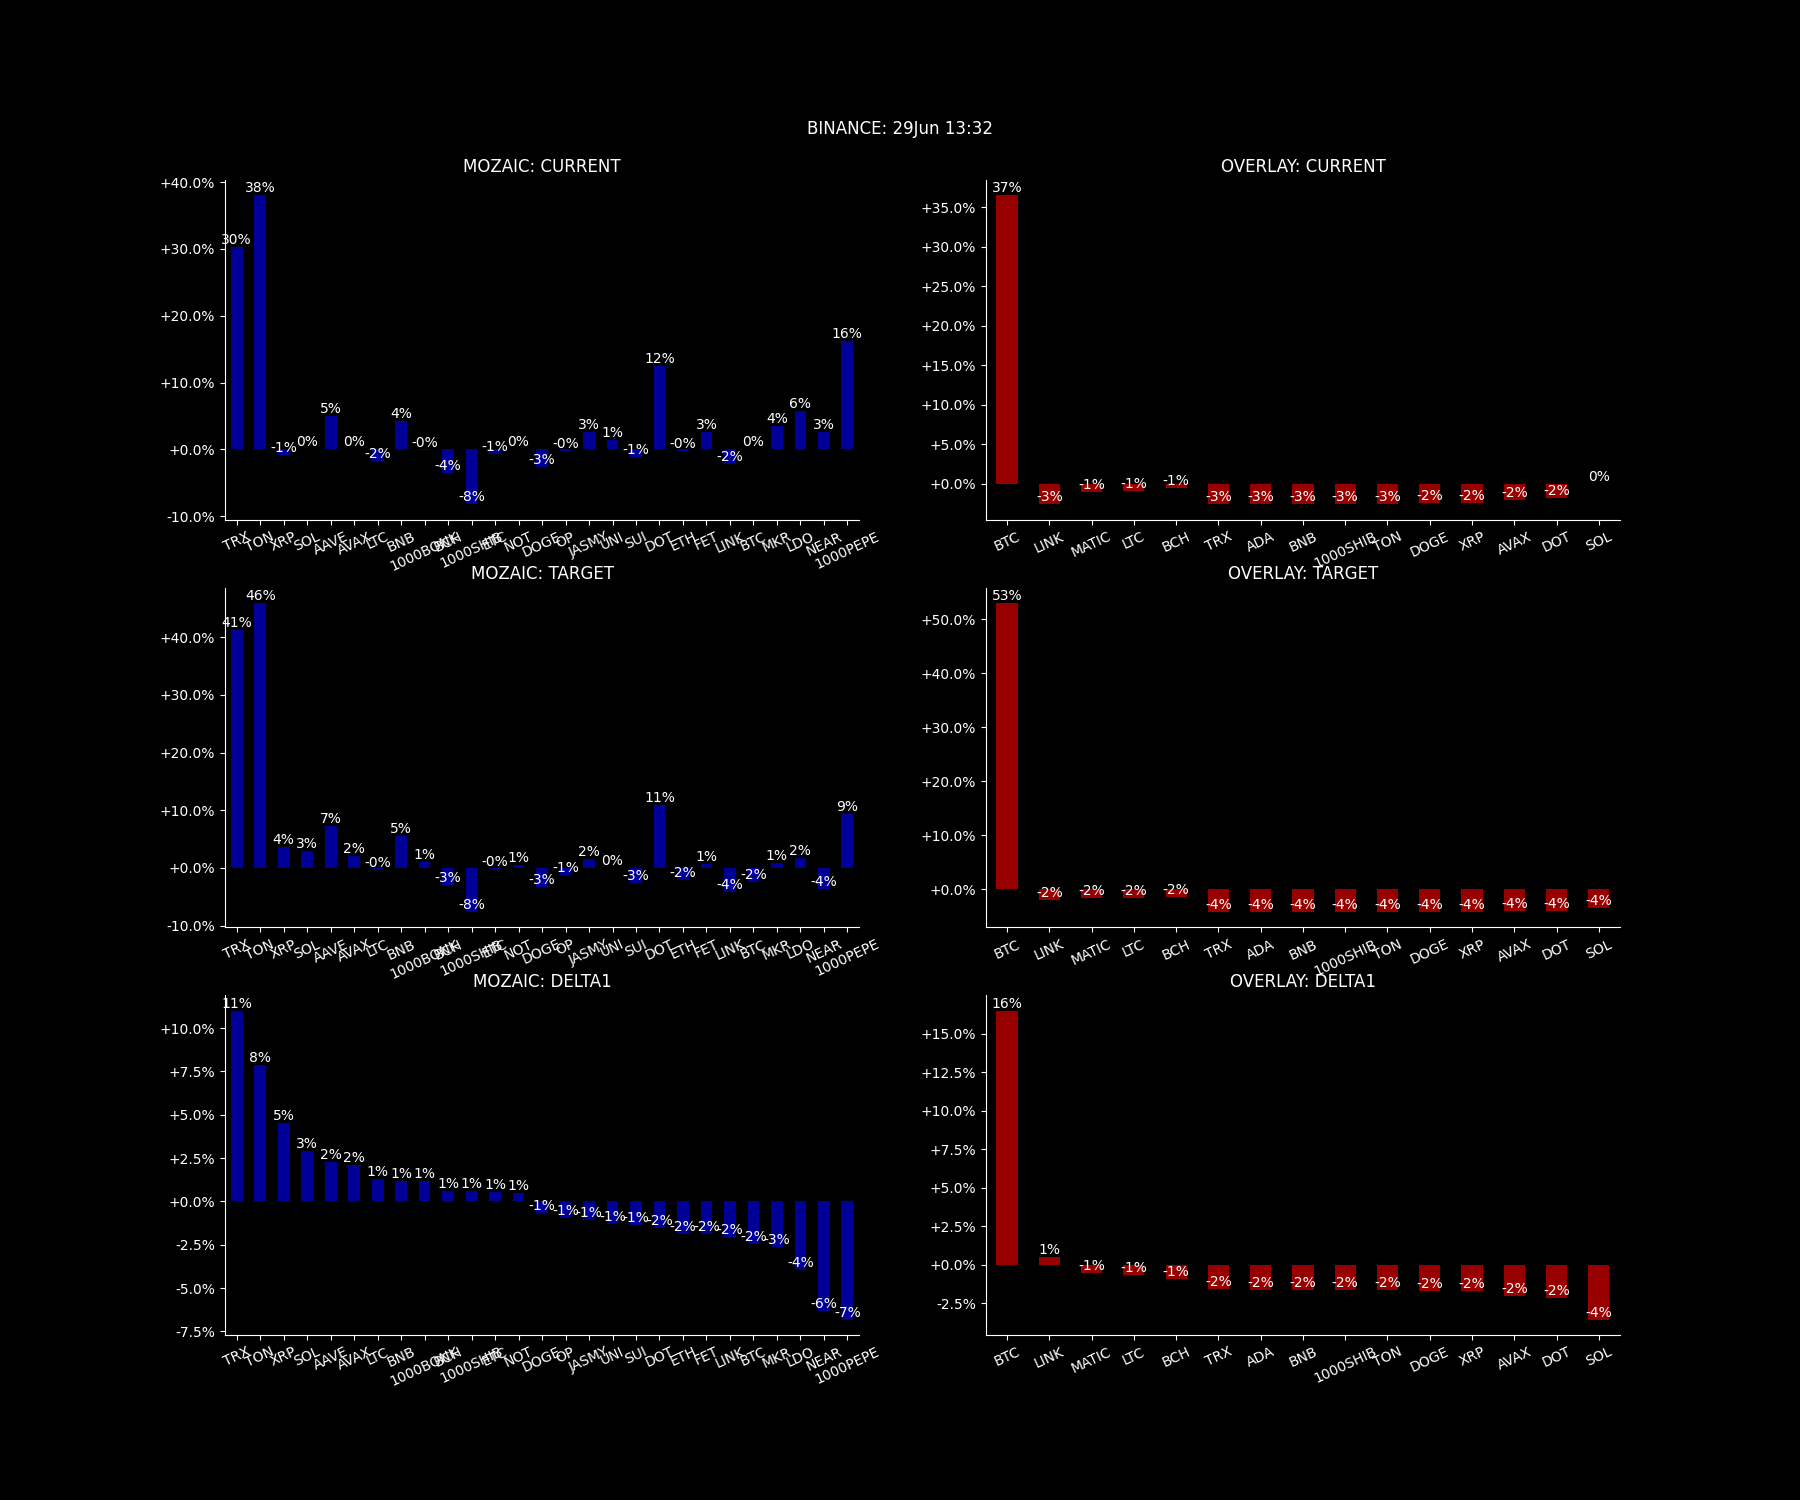 BINANCE: 29Jun 13:32
MOZAIC: CURRENT
+40.0%
+30.0%
+20.0%
+10.0%
+0.0%
-10.0%
30% 38% -1% 0% 5% 0% -2% 4% -0% -4% -8% -1% 0% -3% -0% 3% 1% -1% 12% -0% 3% -2% 0% 4% 6% 3% 16%
TRX TON XRP SOL AAVE AVAX LTC BNB 1000BONK BCH 1000SHIB NOT DOGE OP JASMY UNI SUI DOT ETH FET LINK BTC MKR LDO NEAR 1000PEPE
OVERLAY: CURRENT
+35.0%
+30.0%
+25.0%
+20.0%
+15.0%
+10.0%
+5.0%
+0.0%
37% -3% -1% -1% -1% -3% -3% -3% -3% -3% -2% -2% -2% -2% 0%
BTC LINK MATIC LTC BCH TRX ADA BNB 1000SHIB TON DOGE XRP AVAX DOT SOL
MOZAIC: TARGET
+40.0%
+30.0%
+20.0%
+10.0%
+0.0%
-10.0%
41% 46% 4% 3% 7% 2% -0% 5% 1% -3% -8% -0% 1% -3% -1% 2% 0% -3% 11% -2% 1% -4% -2% 1% 2% -4% 9%
TRX TON XRP SOL AAVE AVAX LTC BNB 1000BONK BCH 1000SHIB NOT DOGE OP JASMY UNI SUI DOT ETH FET LINK BTC MKR LDO NEAR 1000PEPE
OVERLAY: TARGET
+50.0%
+40.0%
+30.0%
+20.0%
+10.0%
+0.0%
53% -2% -2% -2% -2% -4% -4% -4% -4% -4% -4% -4% -4% -4% -4%
BTC LINK MATIC LTC BCH TRX ADA BNB 1000SHIB TON DOGE XRP AVAX DOT SOL
MOZAIC: DELTA1
+10.0%
+7.5%
+5.0%
+2.5%
+0.0%
-2.5%
-5.0%
-7.5%
11% 8% 5% 3% 2% 2% 1% 1% 1% 1% 1% 1% 1% -1% -1% -1% -1% -1% -2% -2% -2% -2% -2% -3% -4% -6% -7%
TRX TON XRP SOL AAVE AVAX LTC BNB 1000BONK BCH 1000SHIB NOT DOGE OP JASMY UNI SUI DOT ETH FET LINK BTC MKR LDO NEAR 1000PEPE
OVERLAY: DELTA1
+15.0%
+12.5%
+10.0%
+7.5%
+5.0%
+2.5%
+0.0%
-2.5%
16% 1% -1% -1% -1% -2% -2% -2% -2% -2% -2% -2% -2% -2% -4%
BTC LINK MATIC LTC BCH TRX ADA BNB 1000SHIB TON DOGE XRP AVAX DOT SOL